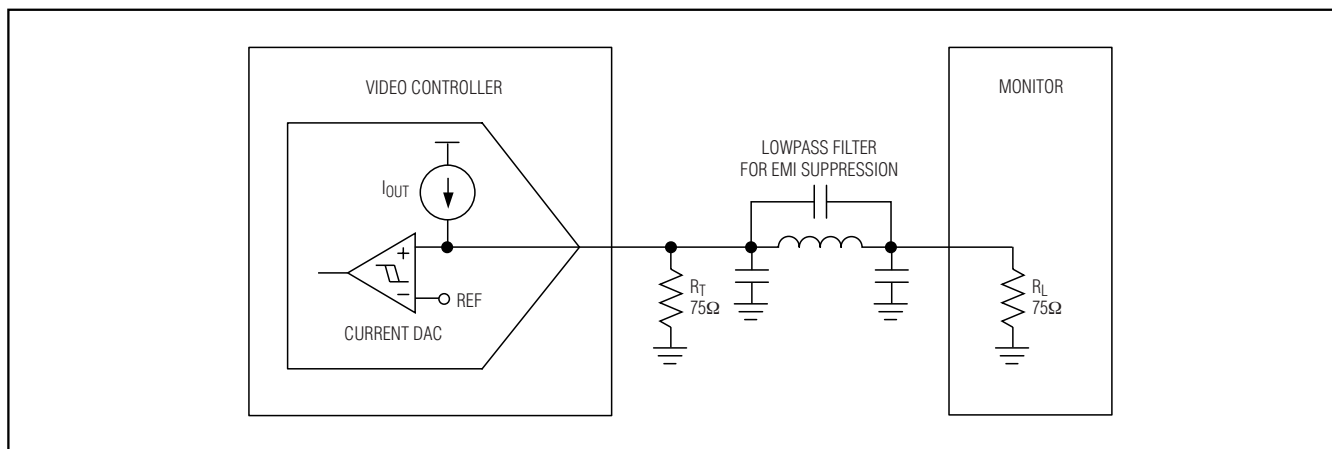 VIDEO CONTROLLER
MONITOR
LOWPASS FILTER
FOR EMI SUPPRESSION
IOUT
+
−
REF
CURRENT DAC
RT
75Ω
RL
75Ω